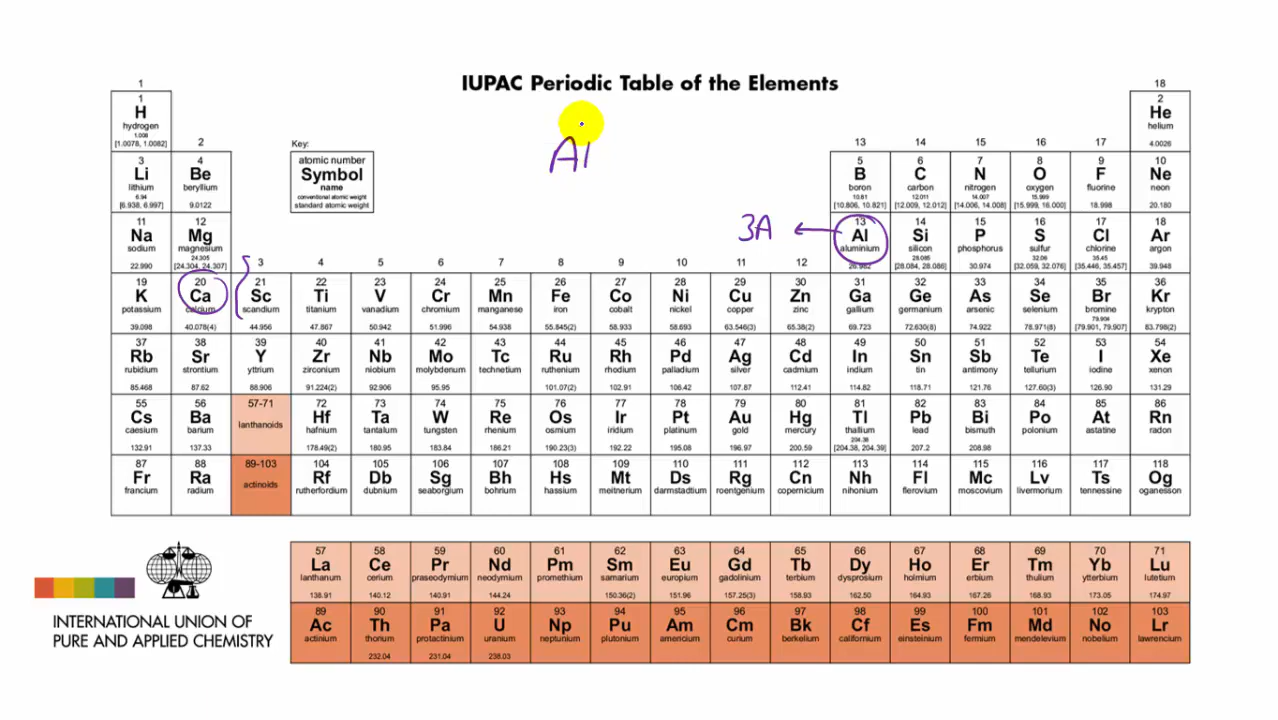 IUPAC Periodic Table of the Elements
Al
3A
1 18
1 H hydrogen 1.008 [1.0078, 1.0082]
2 He helium 4.0026
2 13 14 15 16 17
Key:
atomic number
Symbol
name
conventional atomic weight
standard atomic weight
3 Li lithium 6.94 [6.938, 6.997]
4 Be beryllium 9.0122
5 B boron 10.81 [10.806, 10.821]
6 C carbon 12.011 [12.009, 12.012]
7 N nitrogen 14.007 [14.006, 14.008]
8 O oxygen 15.999 [15.999, 16.000]
9 F fluorine 18.998
10 Ne neon 20.180
11 Na sodium 22.990
12 Mg magnesium 24.305 [24.304, 24.307]
3 4 5 6 7 8 9 10 11 12
13 Al aluminium 26.982
14 Si silicon 28.085 [28.084, 28.086]
15 P phosphorus 30.974
16 S sulfur 32.06 [32.059, 32.076]
17 Cl chlorine 35.45 [35.446, 35.457]
18 Ar argon 39.948
19 K potassium 39.098
20 Ca calcium 40.078(4)
21 Sc scandium 44.956
22 Ti titanium 47.867
23 V vanadium 50.942
24 Cr chromium 51.996
25 Mn manganese 54.938
26 Fe iron 55.845(2)
27 Co cobalt 58.933
28 Ni nickel 58.693
29 Cu copper 63.546(3)
30 Zn zinc 65.38(2)
31 Ga gallium 69.723
32 Ge germanium 72.630(8)
33 As arsenic 74.922
34 Se selenium 78.971(8)
35 Br bromine 79.904 [79.901, 79.907]
36 Kr krypton 83.798(2)
37 Rb rubidium 85.468
38 Sr strontium 87.62
39 Y yttrium 88.906
40 Zr zirconium 91.224(2)
41 Nb niobium 92.906
42 Mo molybdenum 95.95
43 Tc technetium
44 Ru ruthenium 101.07(2)
45 Rh rhodium 102.91
46 Pd palladium 106.42
47 Ag silver 107.87
48 Cd cadmium 112.41
49 In indium 114.82
50 Sn tin 118.71
51 Sb antimony 121.76
52 Te tellurium 127.60(3)
53 I iodine 126.90
54 Xe xenon 131.29
55 Cs caesium 132.91
56 Ba barium 137.33
57-71 lanthanoids
72 Hf hafnium 178.49(2)
73 Ta tantalum 180.95
74 W tungsten 183.84
75 Re rhenium 186.21
76 Os osmium 190.23(3)
77 Ir iridium 192.22
78 Pt platinum 195.08
79 Au gold 196.97
80 Hg mercury 200.59
81 Tl thallium 204.38 [204.38, 204.39]
82 Pb lead 207.2
83 Bi bismuth 208.98
84 Po polonium
85 At astatine
86 Rn radon
87 Fr francium
88 Ra radium
89-103 actinoids
104 Rf rutherfordium
105 Db dubnium
106 Sg seaborgium
107 Bh bohrium
108 Hs hassium
109 Mt meitnerium
110 Ds darmstadtium
111 Rg roentgenium
112 Cn copernicium
113 Nh nihonium
114 Fl flerovium
115 Mc moscovium
116 Lv livermorium
117 Ts tennessine
118 Og oganesson
57 La lanthanum 138.91
58 Ce cerium 140.12
59 Pr praseodymium 140.91
60 Nd neodymium 144.24
61 Pm promethium
62 Sm samarium 150.36(2)
63 Eu europium 151.96
64 Gd gadolinium 157.25(3)
65 Tb terbium 158.93
66 Dy dysprosium 162.50
67 Ho holmium 164.93
68 Er erbium 167.26
69 Tm thulium 168.93
70 Yb ytterbium 173.05
71 Lu lutetium 174.97
89 Ac actinium
90 Th thorium 232.04
91 Pa protactinium 231.04
92 U uranium 238.03
93 Np neptunium
94 Pu plutonium
95 Am americium
96 Cm curium
97 Bk berkelium
98 Cf californium
99 Es einsteinium
100 Fm fermium
101 Md mendelevium
102 No nobelium
103 Lr lawrencium
INTERNATIONAL UNION OF
PURE AND APPLIED CHEMISTRY